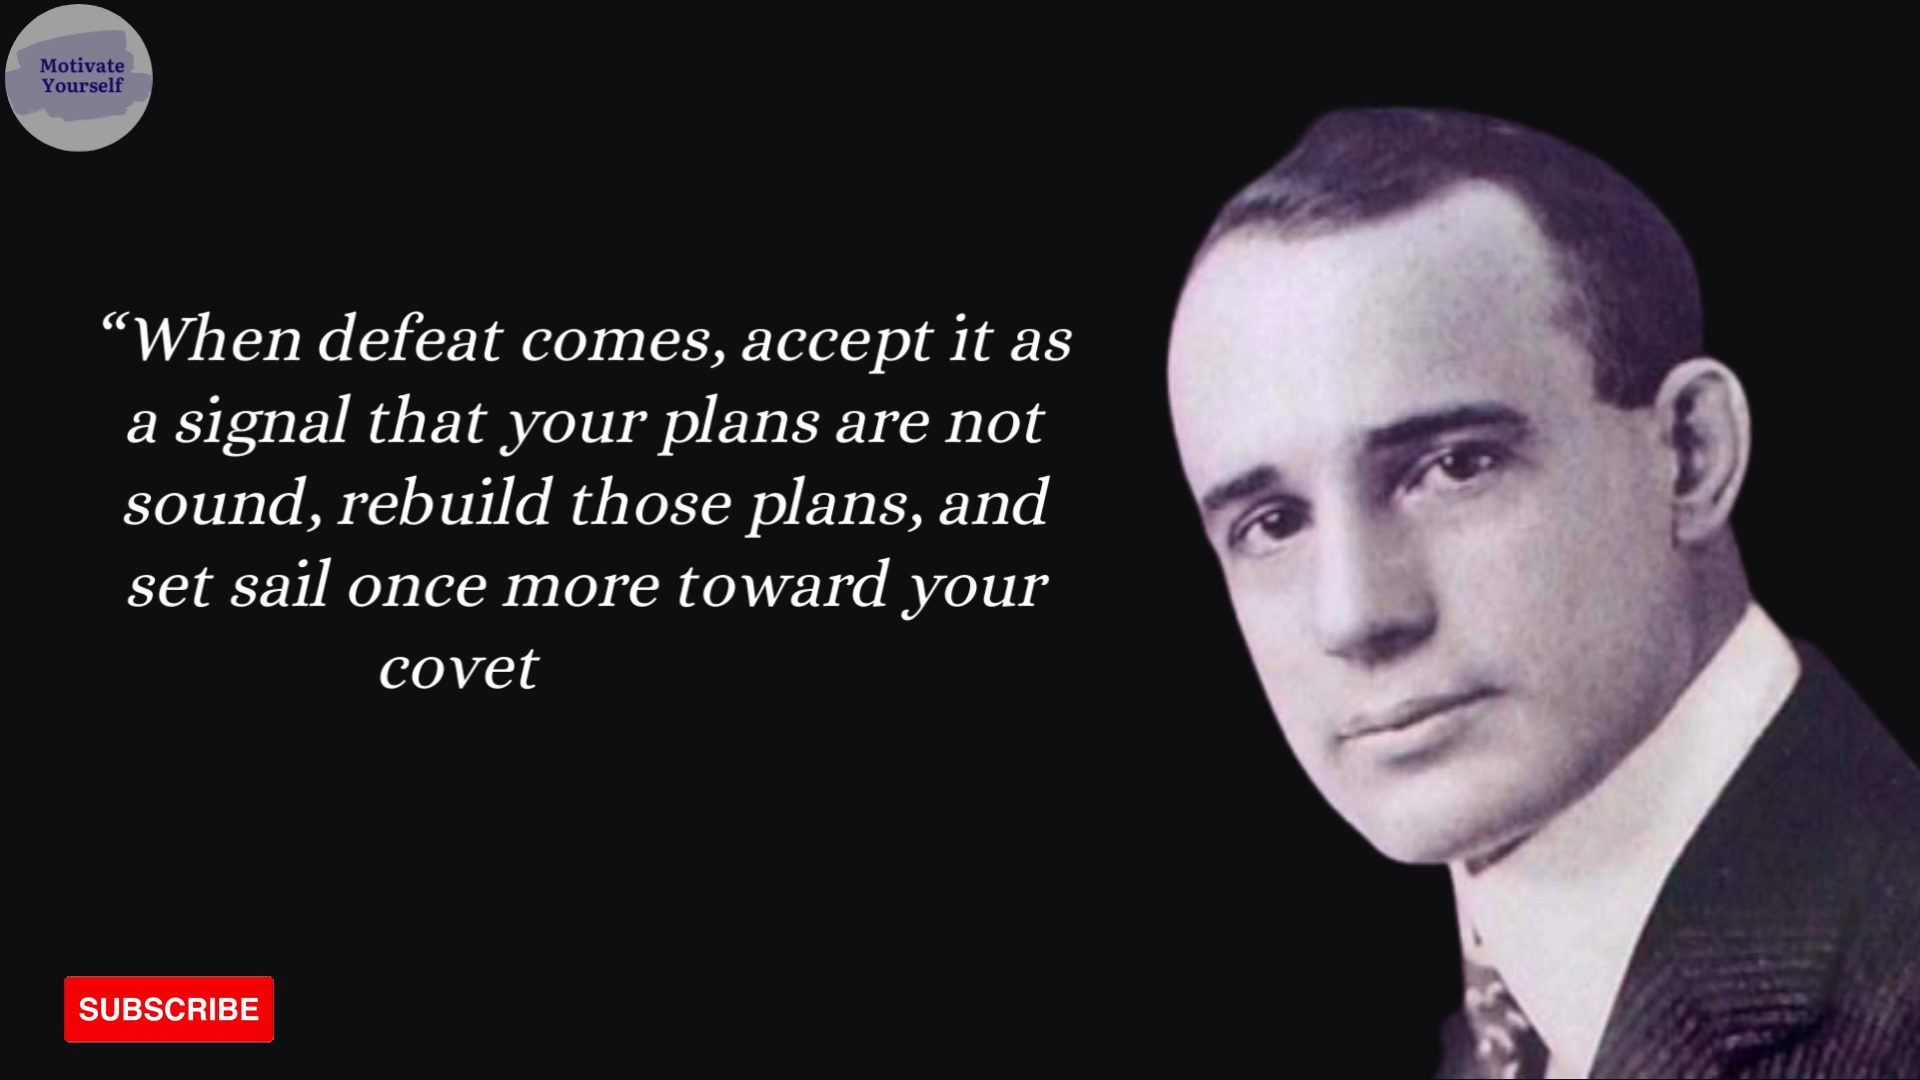 Motivate
Yourself
“When defeat comes, accept it as
a signal that your plans are not
sound, rebuild those plans, and
set sail once more toward your
covet
SUBSCRIBE